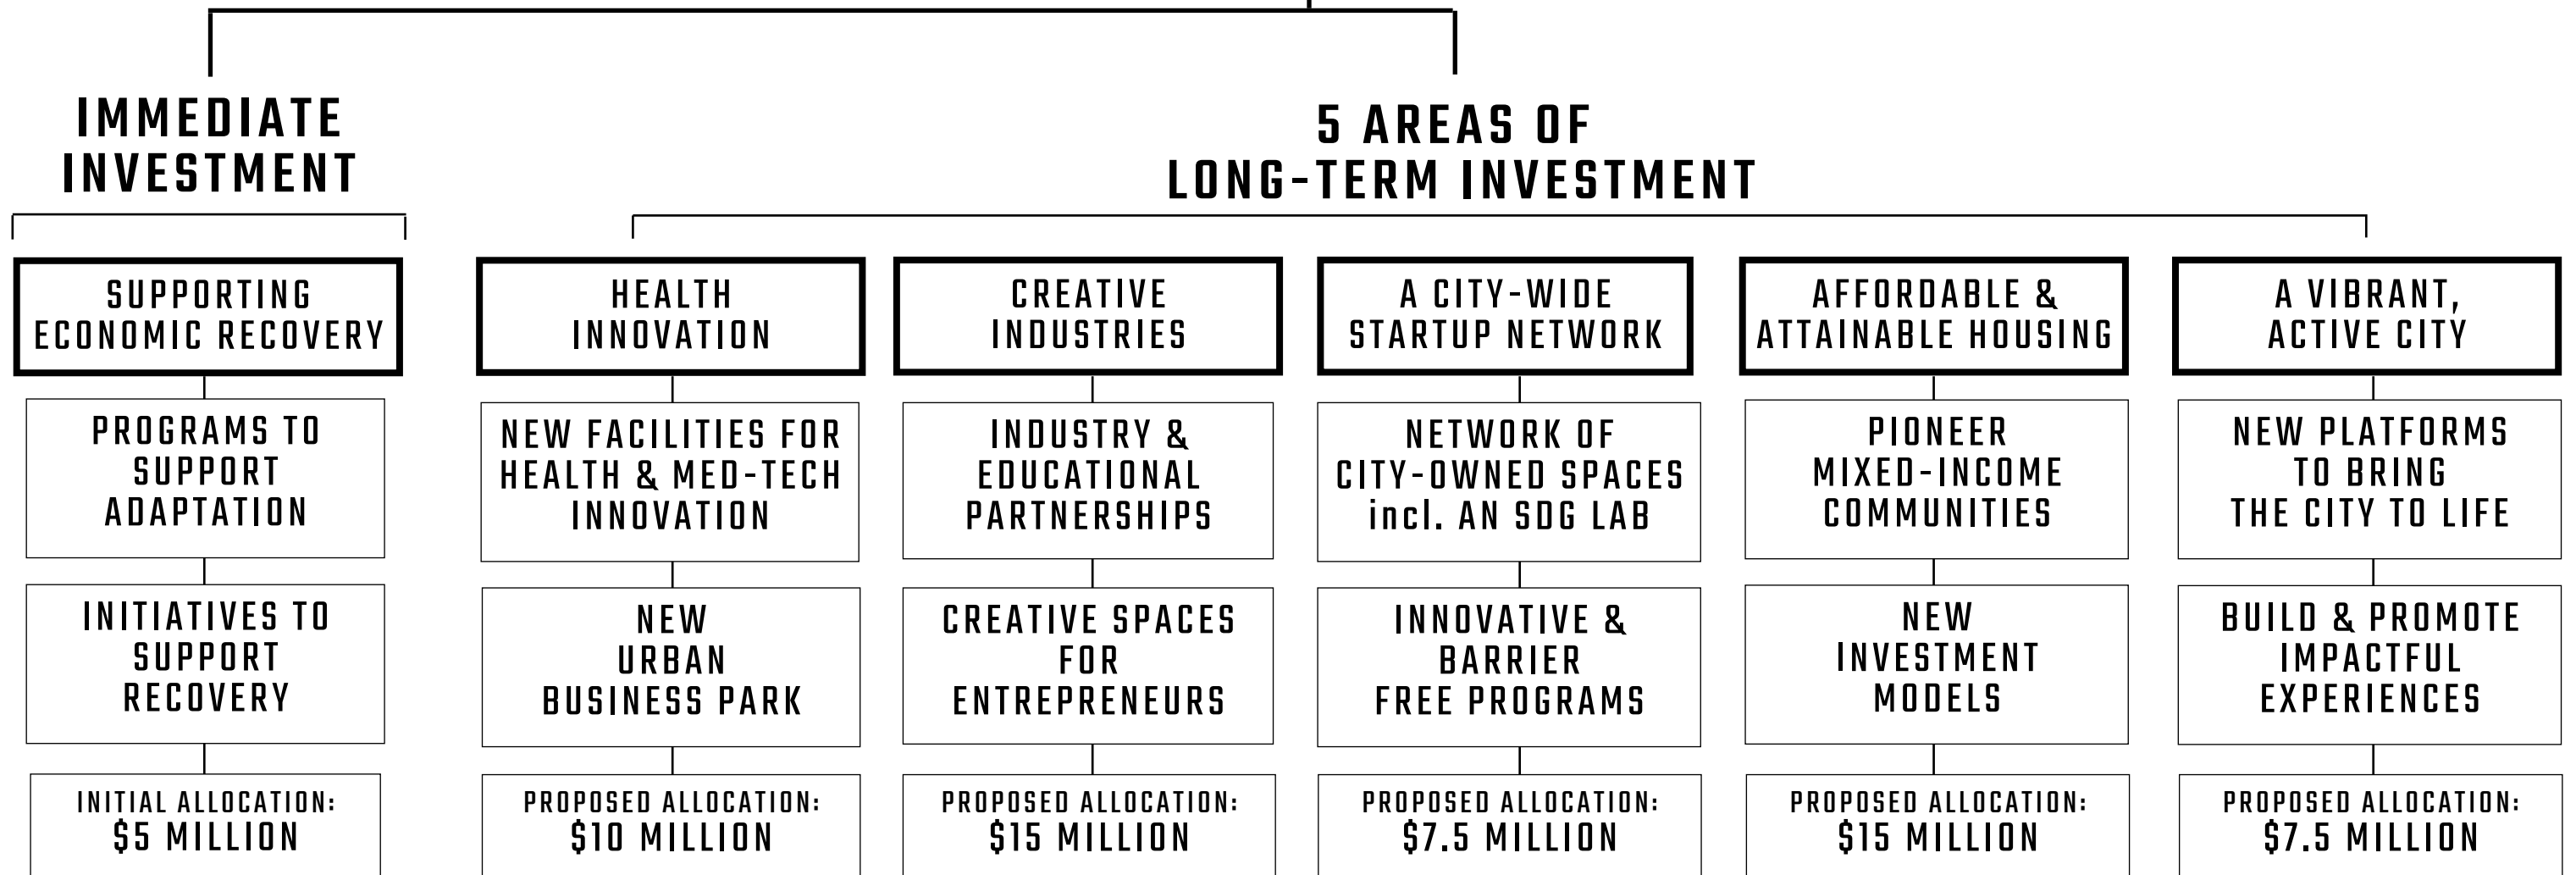 IMMEDIATE
INVESTMENT
5 AREAS OF
LONG-TERM INVESTMENT
SUPPORTING
ECONOMIC RECOVERY
PROGRAMS TO
SUPPORT
ADAPTATION
INITIATIVES TO
SUPPORT
RECOVERY
INITIAL ALLOCATION:
$5 MILLION
HEALTH
INNOVATION
NEW FACILITIES FOR
HEALTH & MED-TECH
INNOVATION
NEW
URBAN
BUSINESS PARK
PROPOSED ALLOCATION:
$10 MILLION
CREATIVE
INDUSTRIES
INDUSTRY &
EDUCATIONAL
PARTNERSHIPS
CREATIVE SPACES
FOR
ENTREPRENEURS
PROPOSED ALLOCATION:
$15 MILLION
A CITY-WIDE
STARTUP NETWORK
NETWORK OF
CITY-OWNED SPACES
incl. AN SDG LAB
INNOVATIVE &
BARRIER
FREE PROGRAMS
PROPOSED ALLOCATION:
$7.5 MILLION
AFFORDABLE &
ATTAINABLE HOUSING
PIONEER
MIXED-INCOME
COMMUNITIES
NEW
INVESTMENT
MODELS
PROPOSED ALLOCATION:
$15 MILLION
A VIBRANT,
ACTIVE CITY
NEW PLATFORMS
TO BRING
THE CITY TO LIFE
BUILD & PROMOTE
IMPACTFUL
EXPERIENCES
PROPOSED ALLOCATION:
$7.5 MILLION